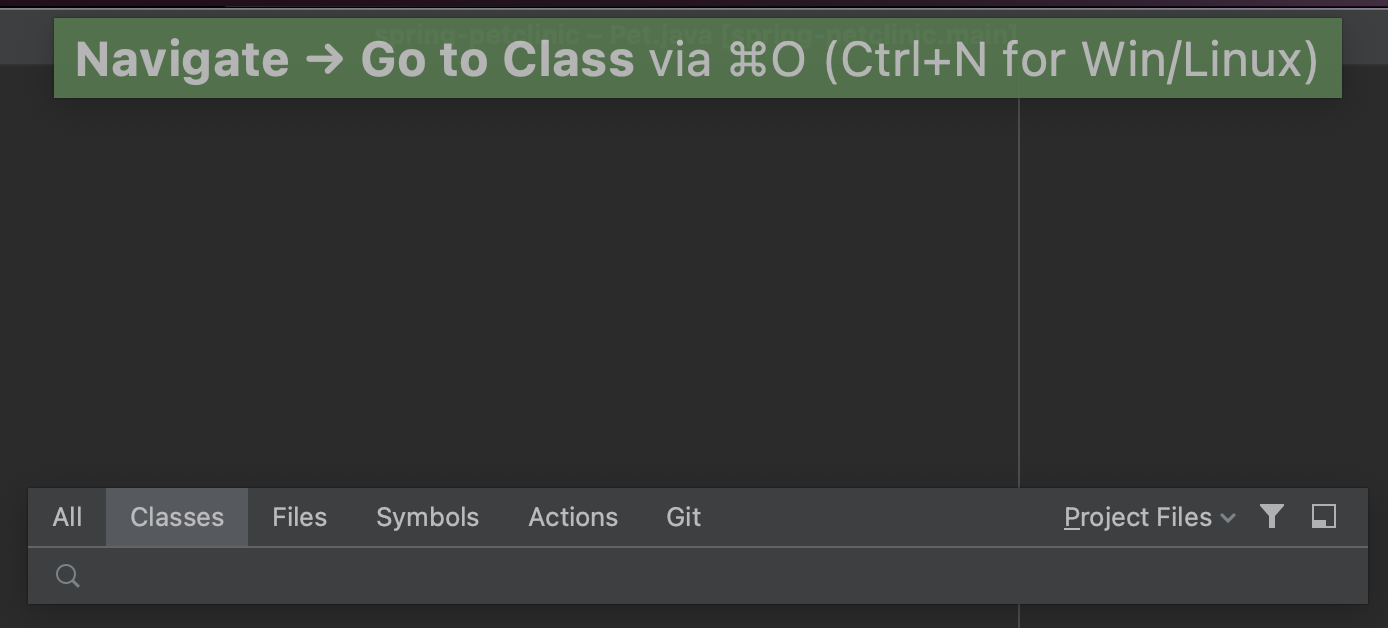 spring-petclinic – Pet.java [spring-petclinic.main]
Navigate → Go to Class via ⌘O (Ctrl+N for Win/Linux)
All Classes Files Symbols Actions Git Project Files